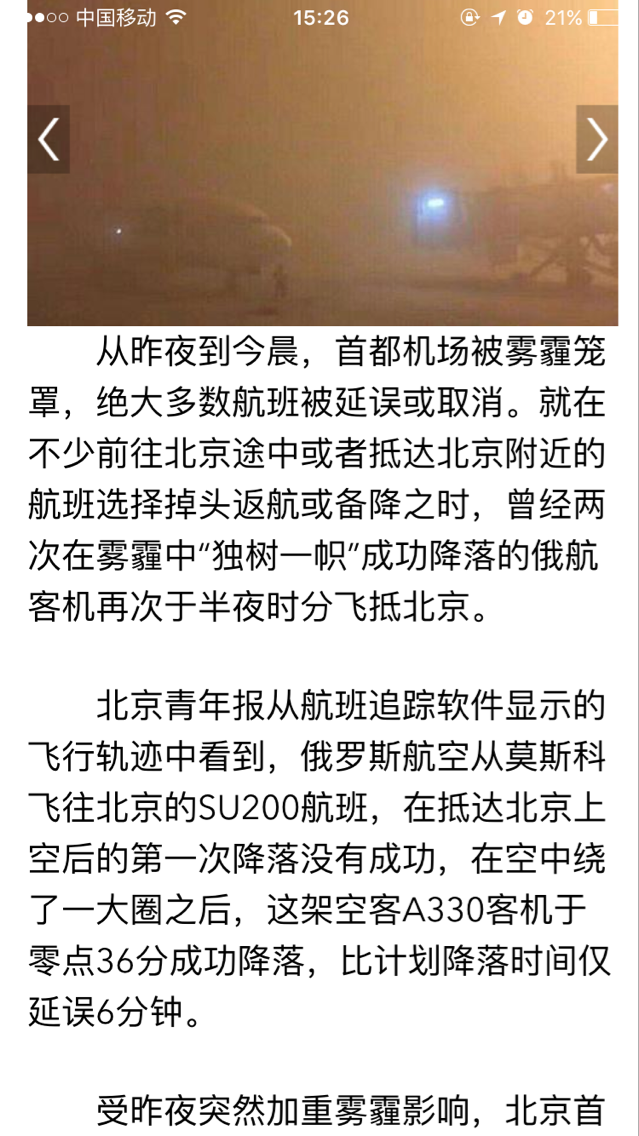 中国移动 15:26 21%
从昨夜到今晨，首都机场被雾霾笼
罩，绝大多数航班被延误或取消。就在
不少前往北京途中或者抵达北京附近的
航班选择掉头返航或备降之时，曾经两
次在雾霾中“独树一帜”成功降落的俄航
客机再次于半夜时分飞抵北京。
北京青年报从航班追踪软件显示的
飞行轨迹中看到，俄罗斯航空从莫斯科
飞往北京的SU200航班，在抵达北京上
空后的第一次降落没有成功，在空中绕
了一大圈之后，这架空客A330客机于
零点36分成功降落，比计划降落时间仅
延误6分钟。
受昨夜突然加重雾霾影响，北京首